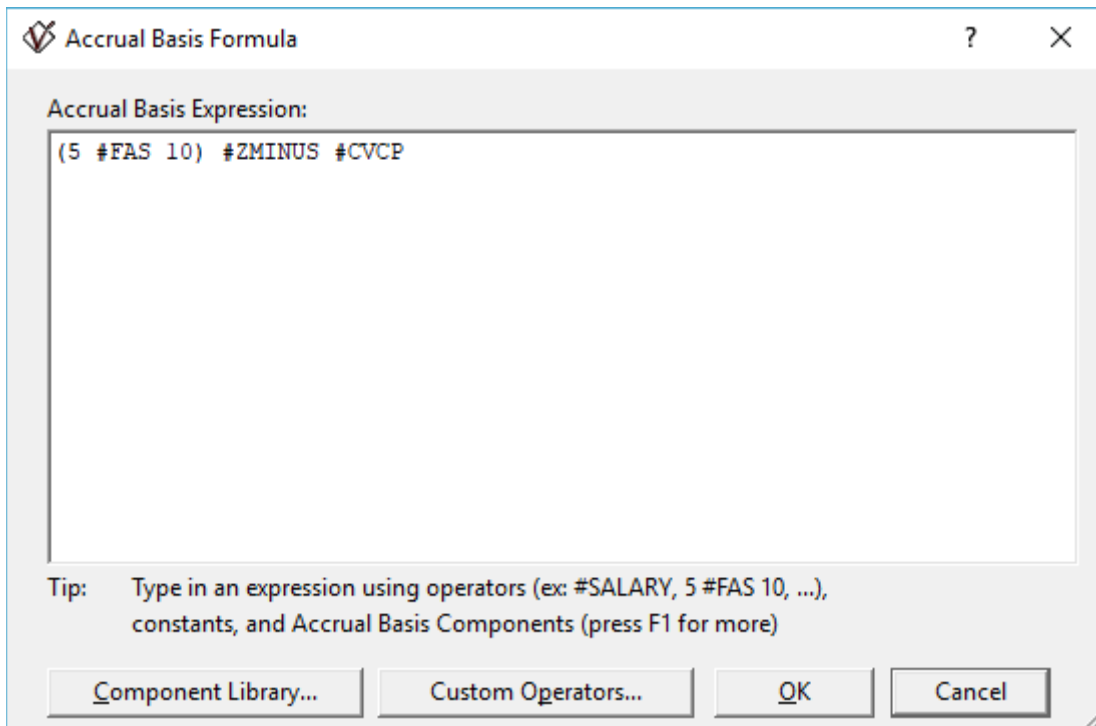 Accrual Basis Formula
?
Accrual Basis Expression:
(5 #FAS 10) #ZMINUS #CVCP
Tip: Type in an expression using operators (ex: #SALARY, 5 #FAS 10, ...),
constants, and Accrual Basis Components (press F1 for more)
Component Library... Custom Operators... OK Cancel